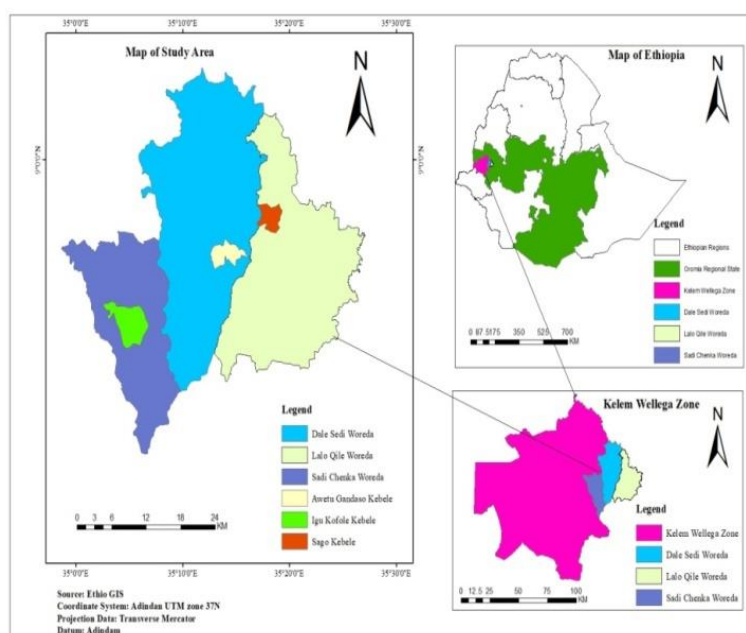 35°0'0"E 35°10'0"E 35°20'0"E 35°30'0"E
Map of Study Area
N
Legend
Dale Sedi Woreda
Lalo Qile Woreda
Sadi Chenka Woreda
Awetu Gandaso Kebele
Igu Kofole Kebele
Sago Kebele
0 3 6 12 18 24
KM
35°0'0"E 35°10'0"E 35°20'0"E 35°30'0"E
Source: Ethio GIS
Coordinate System: Adindan UTM zone 37N
Projection Data: Transverse Mercator
Datum: Adindam
Map of Ethiopia
N
Legend
Ethiopian Regions
Oromia Regional State
Kelem Wellega Zone
Dale Sedi Woreda
Lalo Qile Woreda
Sadi Chenka Woreda
0 87.5175 350 525 700
KM
Kelem Wellega Zone
N
Legend
Kelem Wellega Zone
Dale Sedi Woreda
Lalo Qile Woreda
Sadi Chenka Woreda
0 12.5 25 50 75 100
KM